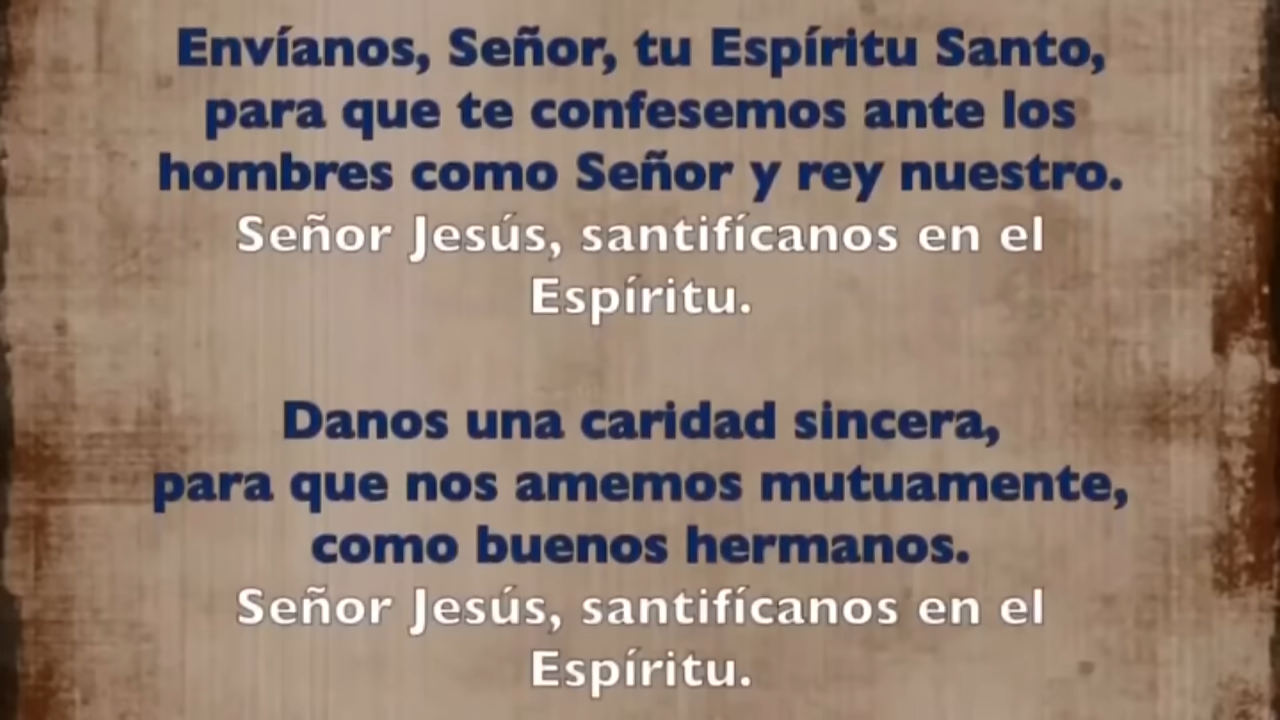 Envíanos, Señor, tu Espíritu Santo,
para que te confesemos ante los
hombres como Señor y rey nuestro.
Señor Jesús, santifícanos en el
Espíritu.
Danos una caridad sincera,
para que nos amemos mutuamente,
como buenos hermanos.
Señor Jesús, santifícanos en el
Espíritu.